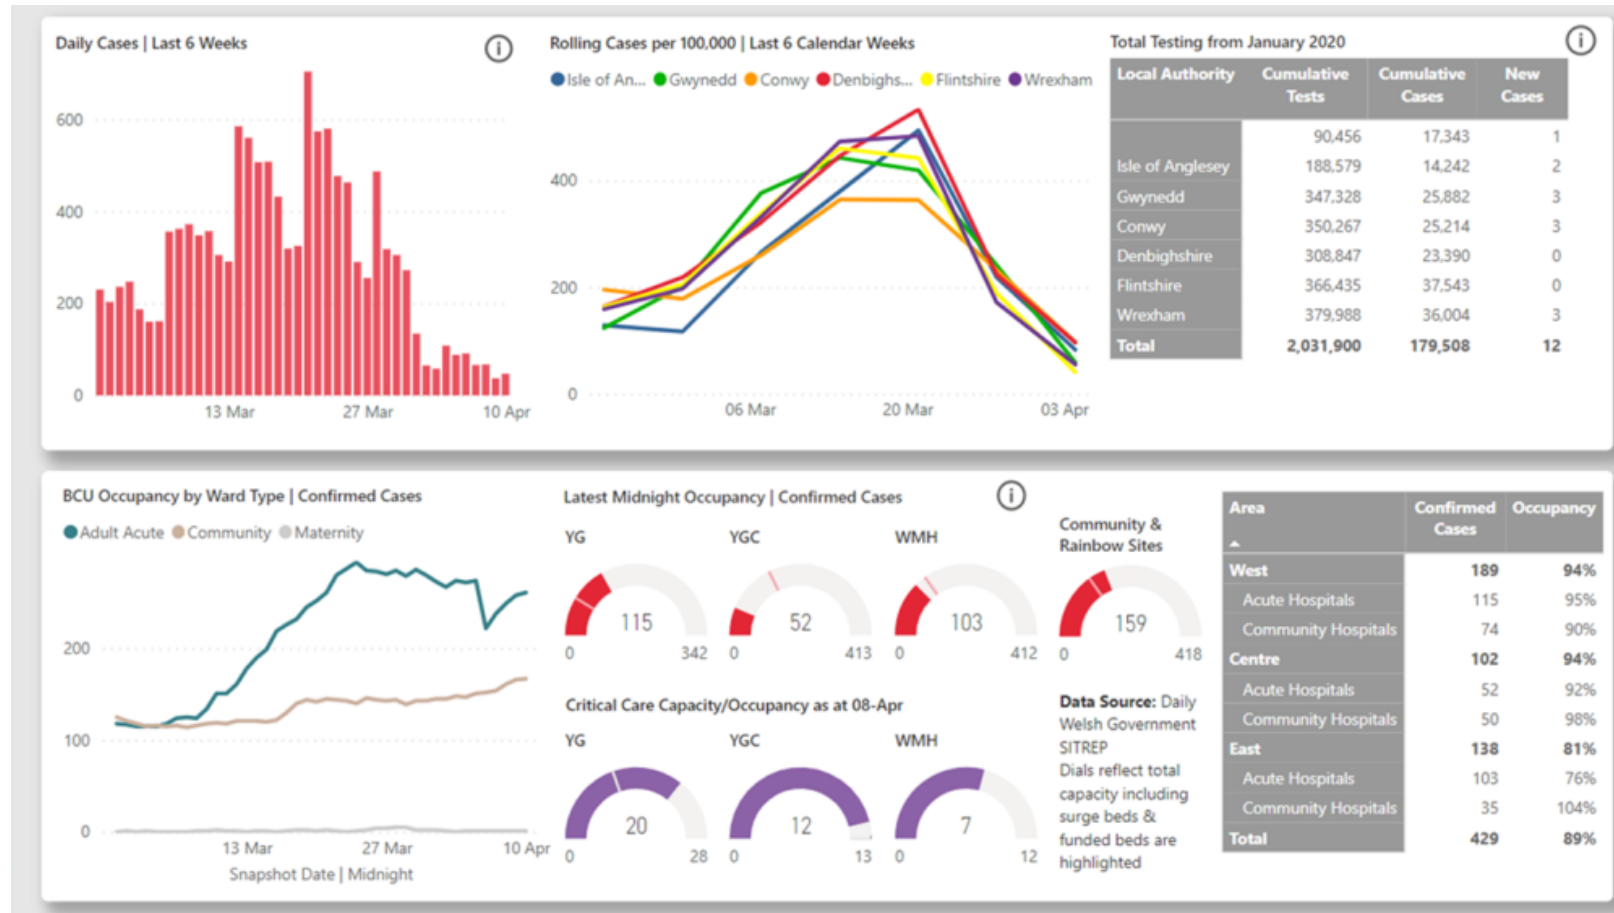 Daily Cases | Last 6 Weeks
600
400
200
0
13 Mar
27 Mar
10 Apr
Rolling Cases per 100,000 | Last 6 Calendar Weeks
Isle of An... Gwynedd Conwy Denbighs... Flintshire Wrexham
400
200
0
06 Mar
20 Mar
03 Apr
Total Testing from January 2020
Local Authority Cumulative Tests Cumulative Cases New Cases
90,456 17,343 1
Isle of Anglesey 188,579 14,242 2
Gwynedd 347,328 25,882 3
Conwy 350,267 25,214 3
Denbighshire 308,847 23,390 0
Flintshire 366,435 37,543 0
Wrexham 379,988 36,004 3
Total 2,031,900 179,508 12
BCU Occupancy by Ward Type | Confirmed Cases
Adult Acute Community Maternity
200
100
0
13 Mar
27 Mar
10 Apr
Snapshot Date | Midnight
Latest Midnight Occupancy | Confirmed Cases
YG
115
0 342
YGC
52
0 413
WMH
103
0 412
Community &
Rainbow Sites
159
0 418
Critical Care Capacity/Occupancy as at 08-Apr
YG
20
0 28
YGC
12
0 13
WMH
7
0 12
Data Source: Daily
Welsh Government
SITREP
Dials reflect total
capacity including
surge beds &
funded beds are
highlighted
Area Confirmed Cases Occupancy
West 189 94%
Acute Hospitals 115 95%
Community Hospitals 74 90%
Centre 102 94%
Acute Hospitals 52 92%
Community Hospitals 50 98%
East 138 81%
Acute Hospitals 103 76%
Community Hospitals 35 104%
Total 429 89%